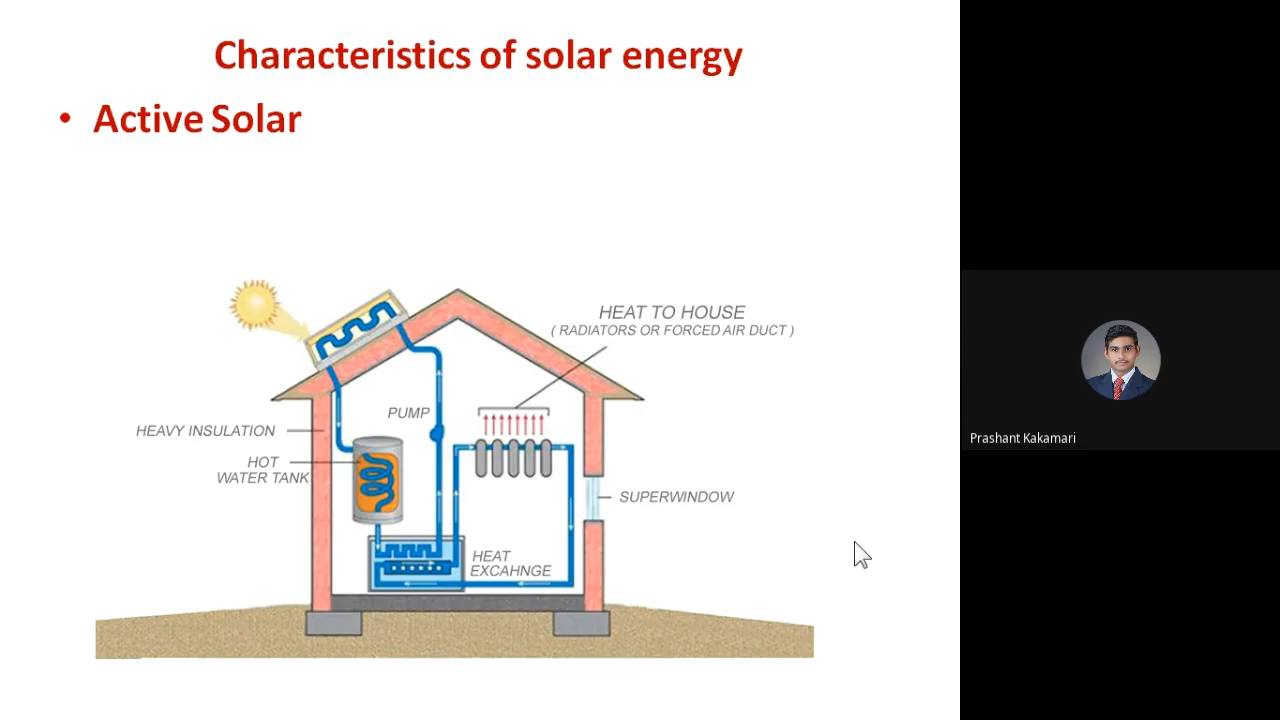 Characteristics of solar energy
• Active Solar
HEAT TO HOUSE
( RADIATORS OR FORCED AIR DUCT )
PUMP
HEAVY INSULATION
HOT
WATER TANK
SUPERWINDOW
HEAT
EXCAHNGE
Prashant Kakamari